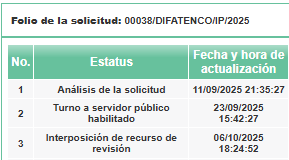 Folio de la solicitud: 00038/DIFATENCO/IP/2025
No. Estatus Fecha y hora de actualización
1 Análisis de la solicitud 11/09/2025 21:35:27
2 Turno a servidor público habilitado 23/09/2025 15:42:27
3 Interposición de recurso de revisión 06/10/2025 18:24:52